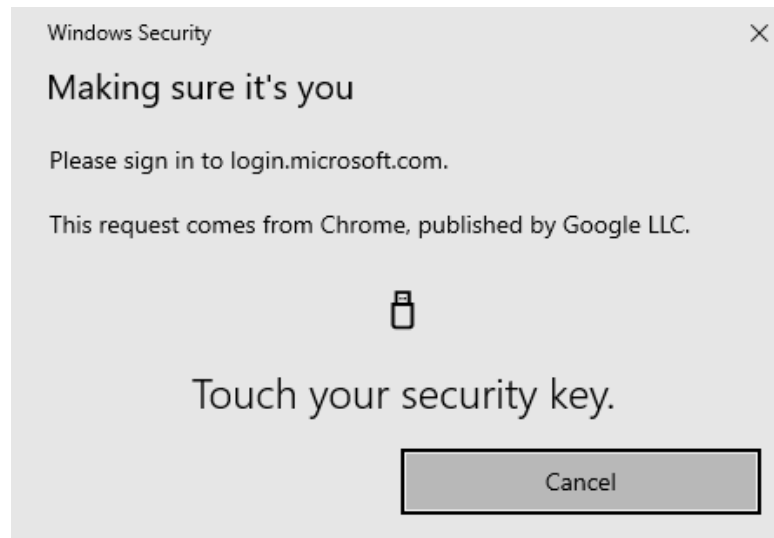 Windows Security
Making sure it's you
Please sign in to login.microsoft.com.
This request comes from Chrome, published by Google LLC.
Touch your security key.
Cancel